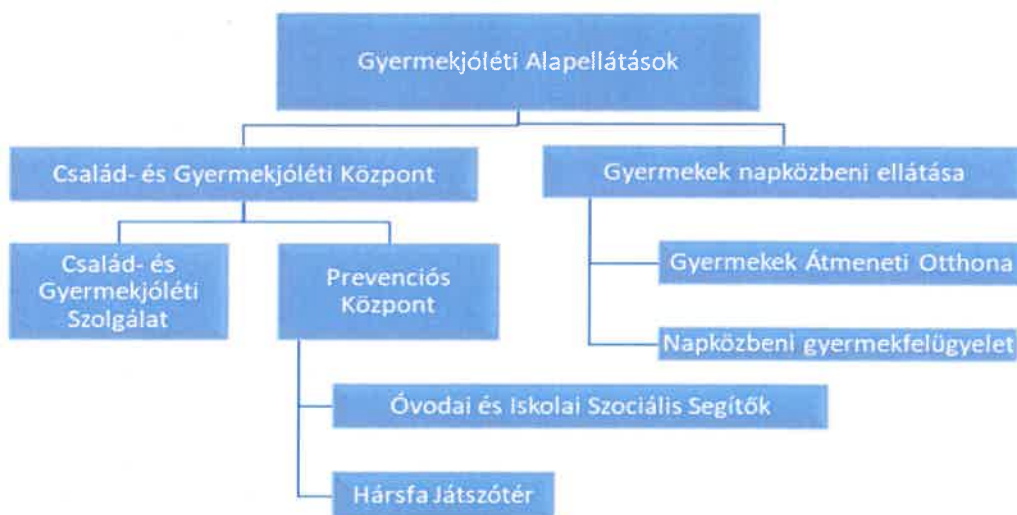 Gyermekjóléti Alapellátások
Család- és Gyermekjóléti Központ
Gyermekek napközbeni ellátása
Család- és
Gyermekjóléti
Szolgálat
Prevenciós
Központ
Gyermekek Átmeneti Otthona
Napközbeni gyermekfelügyelet
Óvodai és Iskolai Szociális Segítők
Hársfa Játszótér